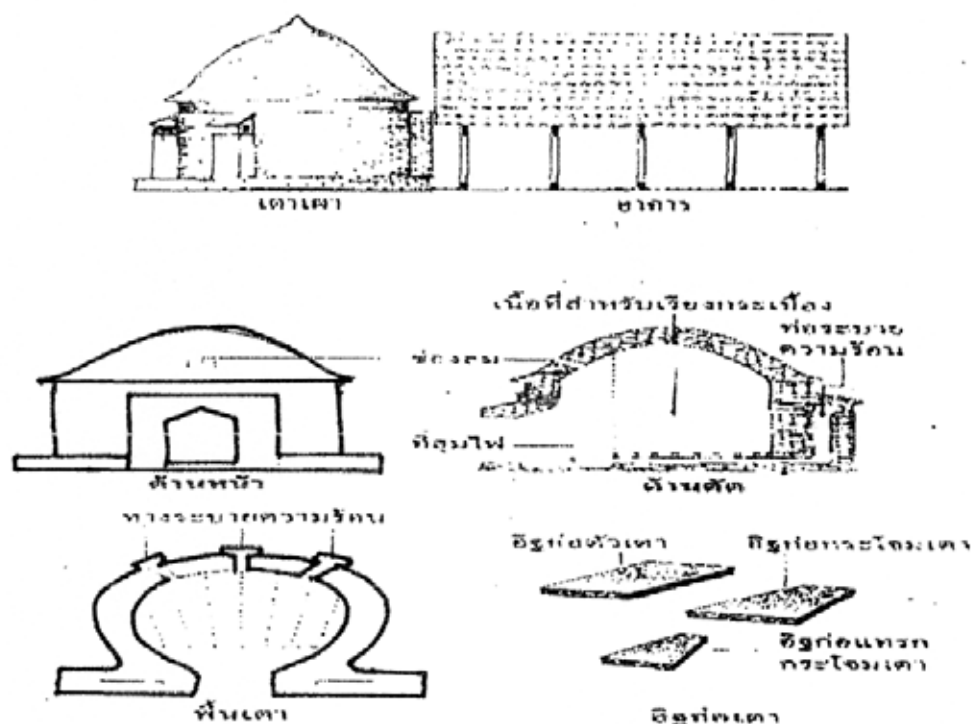 เตาเผา
อาคาร
เนื้อที่สำหรับเรียงกระเบื้อง
ท่อระบาย
ความร้อน
ช่องลม
ที่สุมไฟ
ด้านหน้า
ด้านตัด
ทางระบายความร้อน
อิฐก่อตัวเตา
อิฐก่อกระโจมเตา
อิฐก่อแทรก
กระโจมเตา
พื้นเตา
อิฐก่อเตา